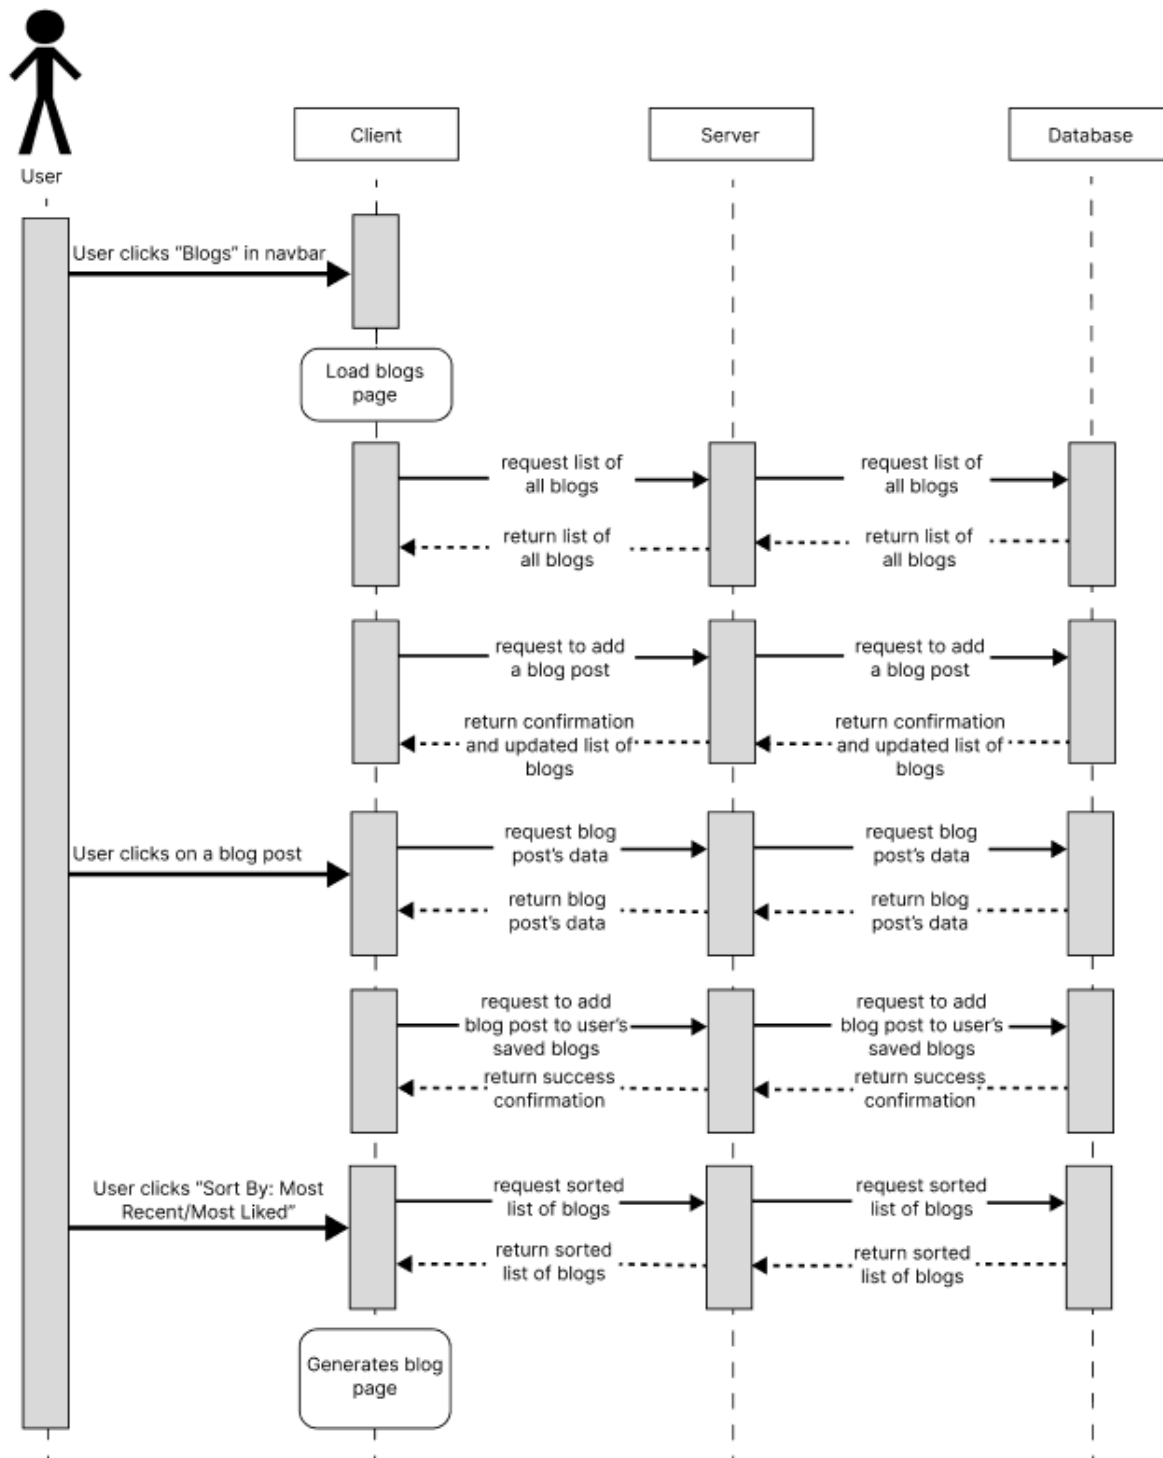 User
Client
Server
Database
User clicks "Blogs" in navbar
Load blogs
page
request list of
all blogs
request list of
all blogs
return list of
all blogs
return list of
all blogs
request to add
a blog post
request to add
a blog post
return confirmation
and updated list of
blogs
return confirmation
and updated list of
blogs
User clicks on a blog post
request blog
post's data
request blog
post's data
return blog
post's data
return blog
post's data
request to add
blog post to user's
saved blogs
request to add
blog post to user's
saved blogs
return success
confirmation
return success
confirmation
User clicks "Sort By: Most
Recent/Most Liked"
request sorted
list of blogs
request sorted
list of blogs
return sorted
list of blogs
return sorted
list of blogs
Generates blog
page